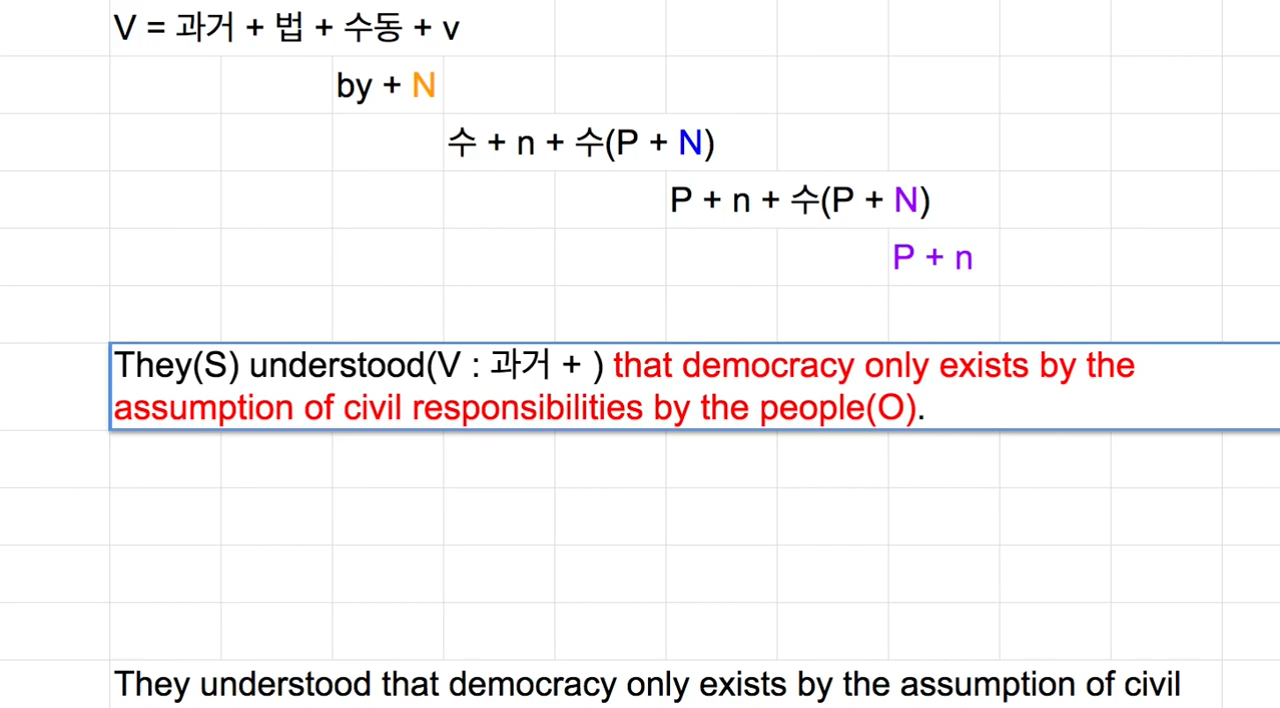 V = 과거 + 법 + 수동 + v
by + N
수 + n + 수(P + N)
P + n + 수(P + N)
P + n
They(S) understood(V : 과거 + ) that democracy only exists by the
assumption of civil responsibilities by the people(O).
They understood that democracy only exists by the assumption of civil